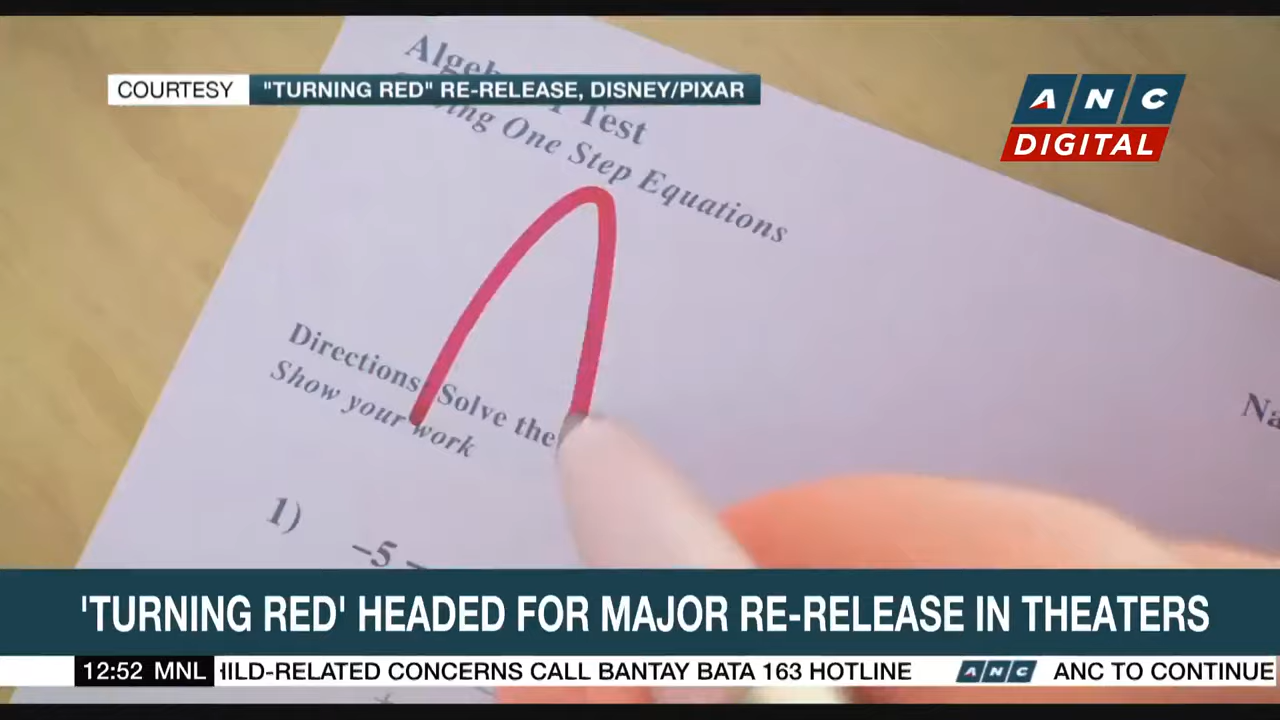 COURTESY "TURNING RED" RE-RELEASE, DISNEY/PIXAR
ANC
DIGITAL
Test
One Step Equations
Directions: Solve the
Show your work
1) -5 -
'TURNING RED' HEADED FOR MAJOR RE-RELEASE IN THEATERS
12:52 MNL CONCERNS CALL BANTAY BATA 163 HOTLINE ANC ANC TO CONTINUE